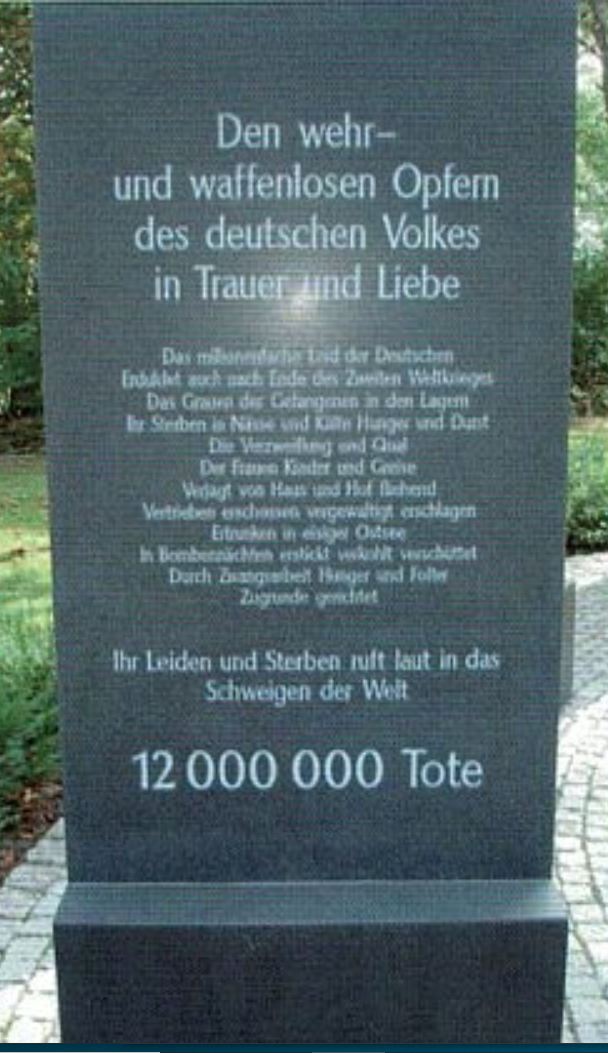 Den wehr–
und waffenlosen Opfern
des deutschen Volkes
in Trauer und Liebe
Das millionenfache Leid der Deutschen
Erduldet auch nach Ende des Zweiten Weltkrieges
Das Grauen der Gefangenen in den Lagern
Ihr Sterben in Nässe und Kälte Hunger und Durst
Die Verzweiflung und Qual
Der Frauen Kinder und Greise
Verjagt von Haus und Hof fliehend
Vertrieben erschossen vergewaltigt erschlagen
Ertrunken in eisiger Ostsee
In Bombennächten erstickt verkohlt verschüttet
Durch Zwangsarbeit Hunger und Folter
Zugrunde gerichtet
Ihr Leiden und Sterben ruft laut in das
Schweigen der Welt
12 000 000 Tote